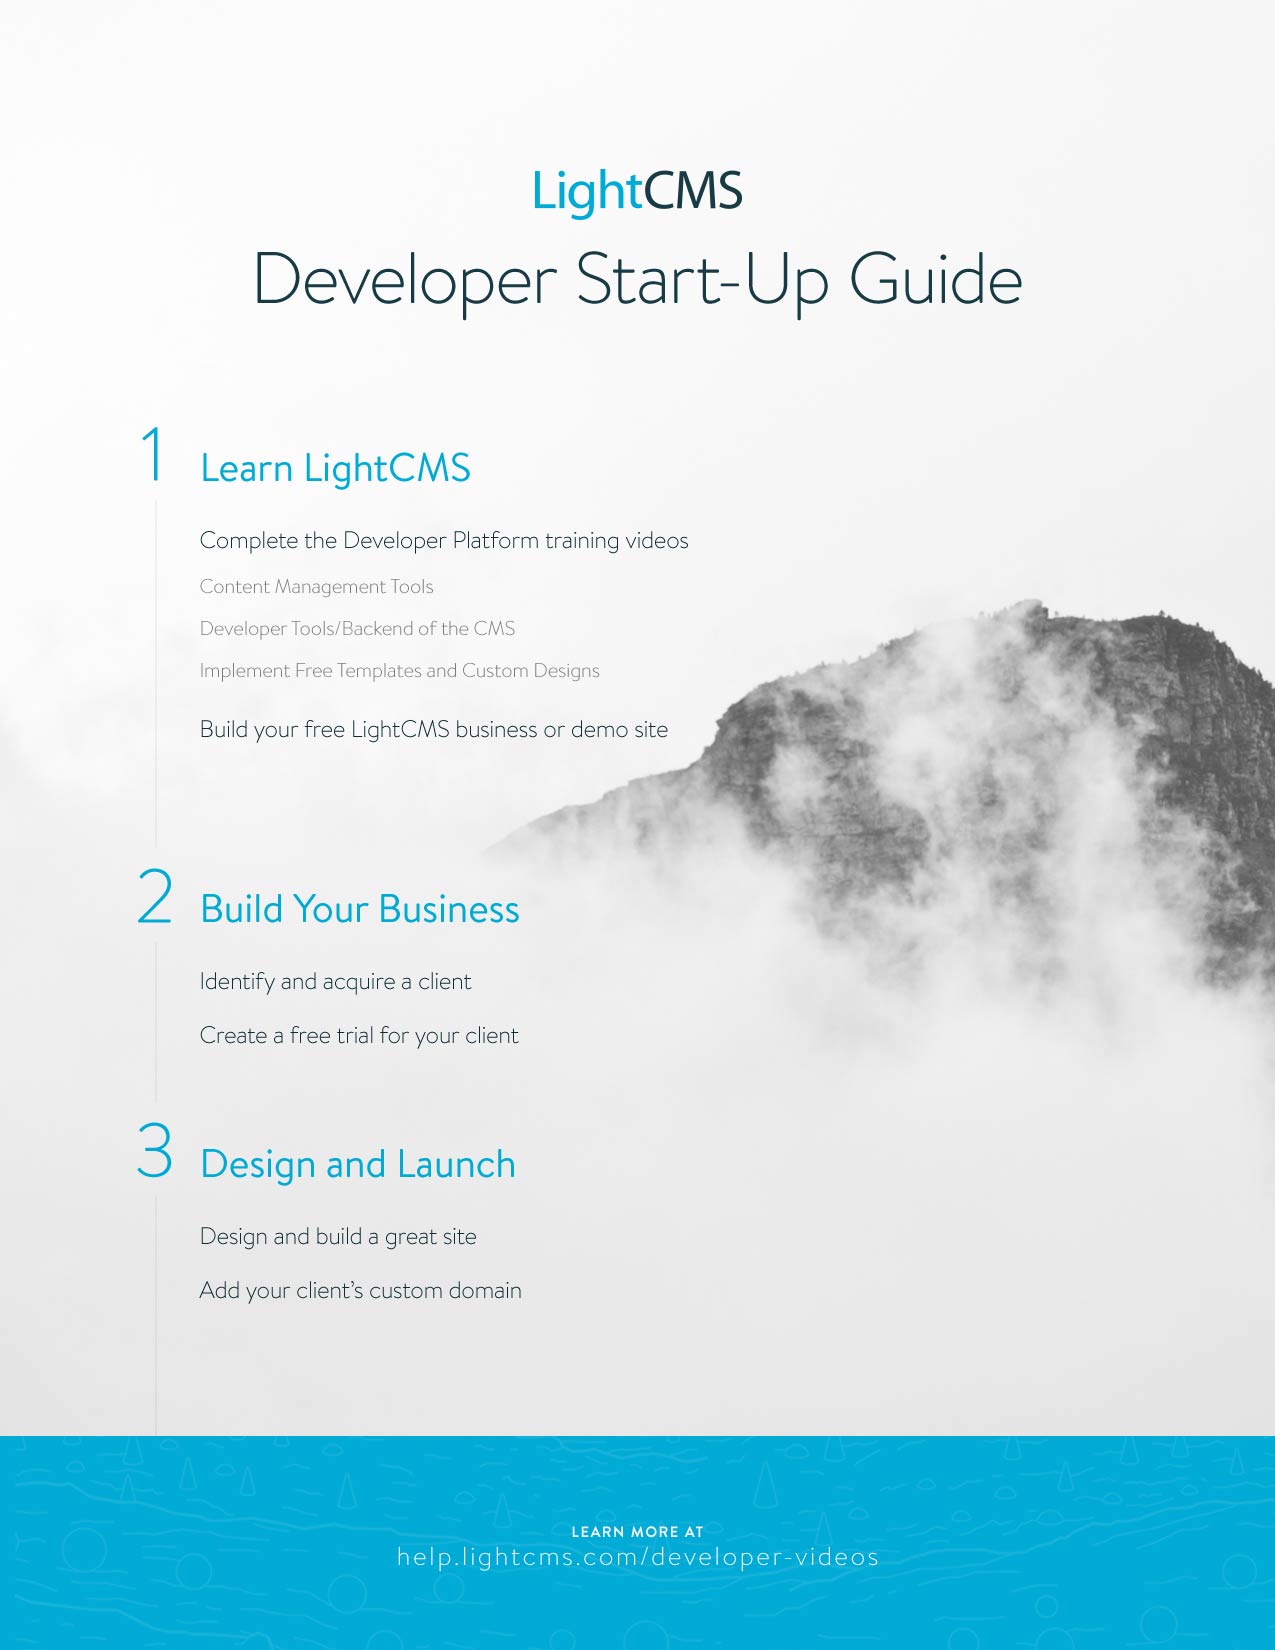 LightCMS
Developer Start-Up Guide
1 Learn LightCMS
Complete the Developer Platform training videos
Content Management Tools
Developer Tools/Backend of the CMS
Implement Free Templates and Custom Designs
Build your free LightCMS business or demo site
2 Build Your Business
Identify and acquire a client
Create a free trial for your client
3 Design and Launch
Design and build a great site
Add your client’s custom domain
LEARN MORE AT
help.lightcms.com/developer-videos